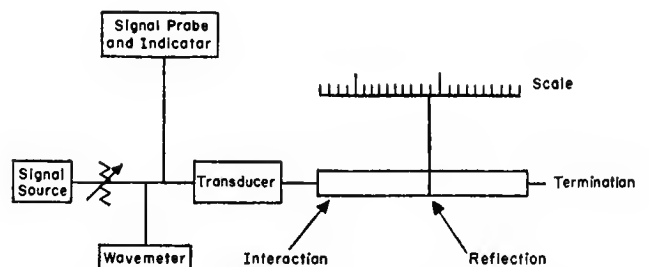 Signal Probe
and Indicator
Scale
Signal
Source
Transducer
Termination
Wavemeter
Interaction
Reflection